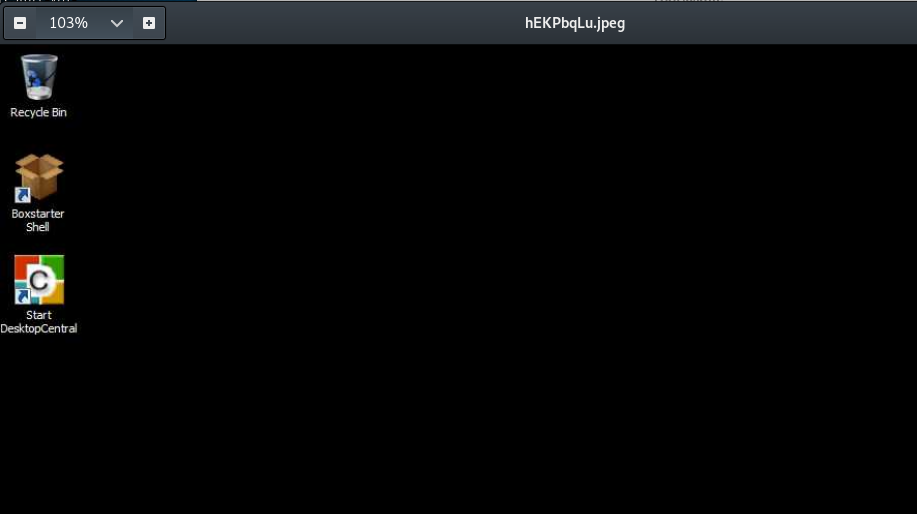 103%
hEKPbqLu.jpeg
Recycle Bin
Boxstarter
Shell
C
Start
DesktopCentral